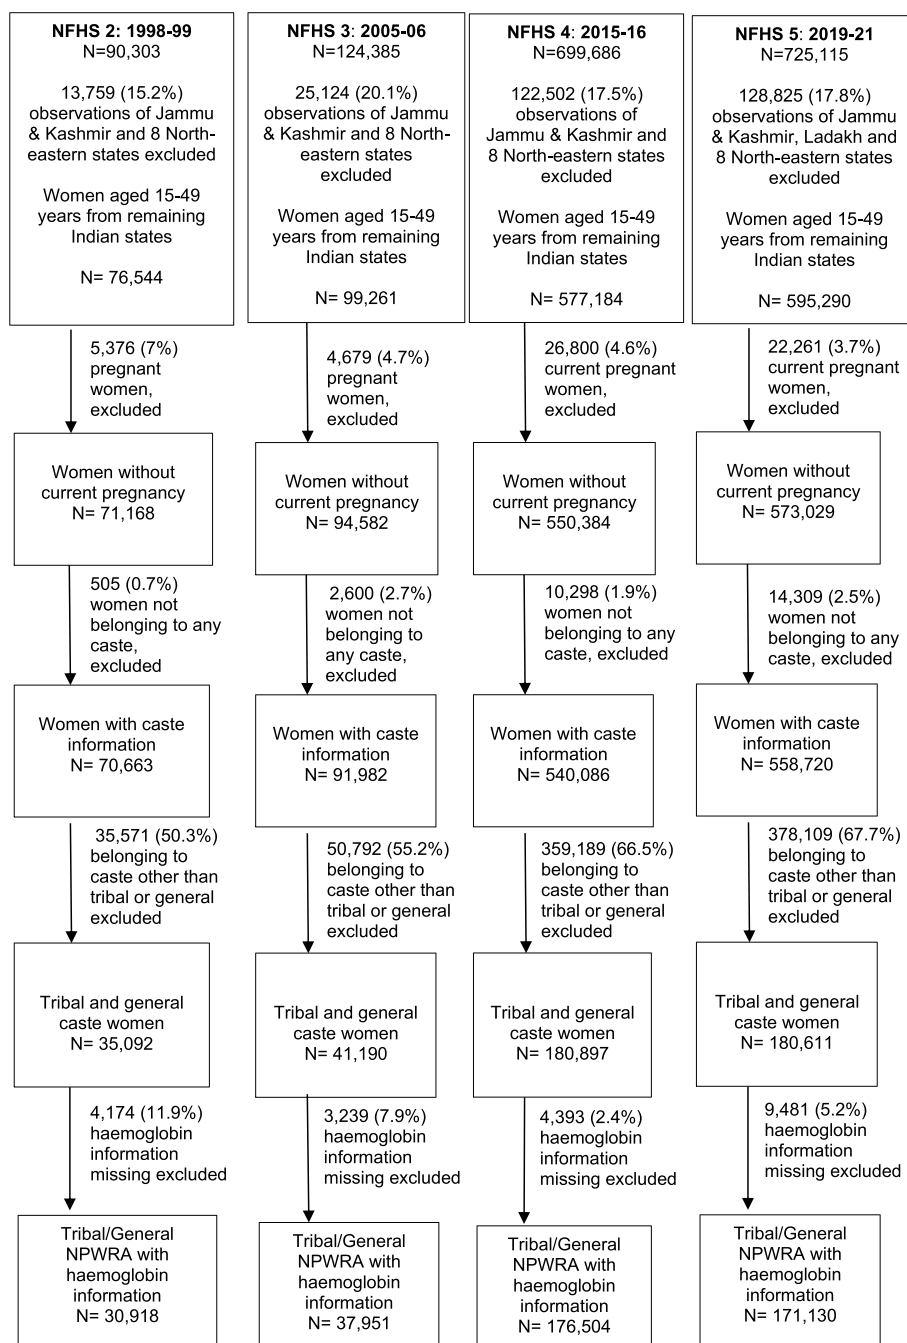 NFHS 2: 1998-99
N=90,303
13,759 (15.2%)
observations of Jammu
& Kashmir and 8 North-
eastern states excluded
Women aged 15-49
years from remaining
Indian states
N= 76,544
5,376 (7%)
pregnant
women,
excluded
Women without
current pregnancy
N= 71,168
505 (0.7%)
women not
belonging to any
caste,
excluded
Women with caste
information
N= 70,663
35,571 (50.3%)
belonging to
caste other than
tribal or general
excluded
Tribal and general
caste women
N= 35,092
4,174 (11.9%)
haemoglobin
information
missing excluded
Tribal/General
NPWRA with
haemoglobin
information
N= 30,918
NFHS 3: 2005-06
N=124,385
25,124 (20.1%)
observations of Jammu
& Kashmir and 8 North-
eastern states
excluded
Women aged 15-49
years from remaining
Indian states
N= 99,261
4,679 (4.7%)
pregnant
women,
excluded
Women without
current pregnancy
N= 94,582
2,600 (2.7%)
women not
belonging to
any caste,
excluded
Women with caste
information
N= 91,982
50,792 (55.2%)
belonging to
caste other than
tribal or general
excluded
Tribal and general
caste women
N= 41,190
3,239 (7.9%)
haemoglobin
information
missing excluded
Tribal/General
NPWRA with
haemoglobin
information
N= 37,951
NFHS 4: 2015-16
N=699,686
122,502 (17.5%)
observations of
Jammu & Kashmir and
8 North-eastern states
excluded
Women aged 15-49
years from remaining
Indian states
N= 577,184
26,800 (4.6%)
current pregnant
women,
excluded
Women without
current pregnancy
N= 550,384
10,298 (1.9%)
women not
belonging to any
caste, excluded
Women with caste
information
N= 540,086
359,189 (66.5%)
belonging to
caste other than
tribal or general
excluded
Tribal and general
caste women
N= 180,897
4,393 (2.4%)
haemoglobin
information
missing excluded
Tribal/General
NPWRA with
haemoglobin
information
N= 176,504
NFHS 5: 2019-21
N=725,115
128,825 (17.8%)
observations of Jammu
& Kashmir, Ladakh and
8 North-eastern states
excluded
Women aged 15-49
years from remaining
Indian states
N= 595,290
22,261 (3.7%)
current pregnant
women,
excluded
Women without
current pregnancy
N= 573,029
14,309 (2.5%)
women not
belonging to any
caste, excluded
Women with caste
information
N= 558,720
378,109 (67.7%)
belonging to
caste other than
tribal or general
excluded
Tribal and general
caste women
N= 180,611
9,481 (5.2%)
haemoglobin
information
missing excluded
Tribal/General
NPWRA with
haemoglobin
information
N= 171,130